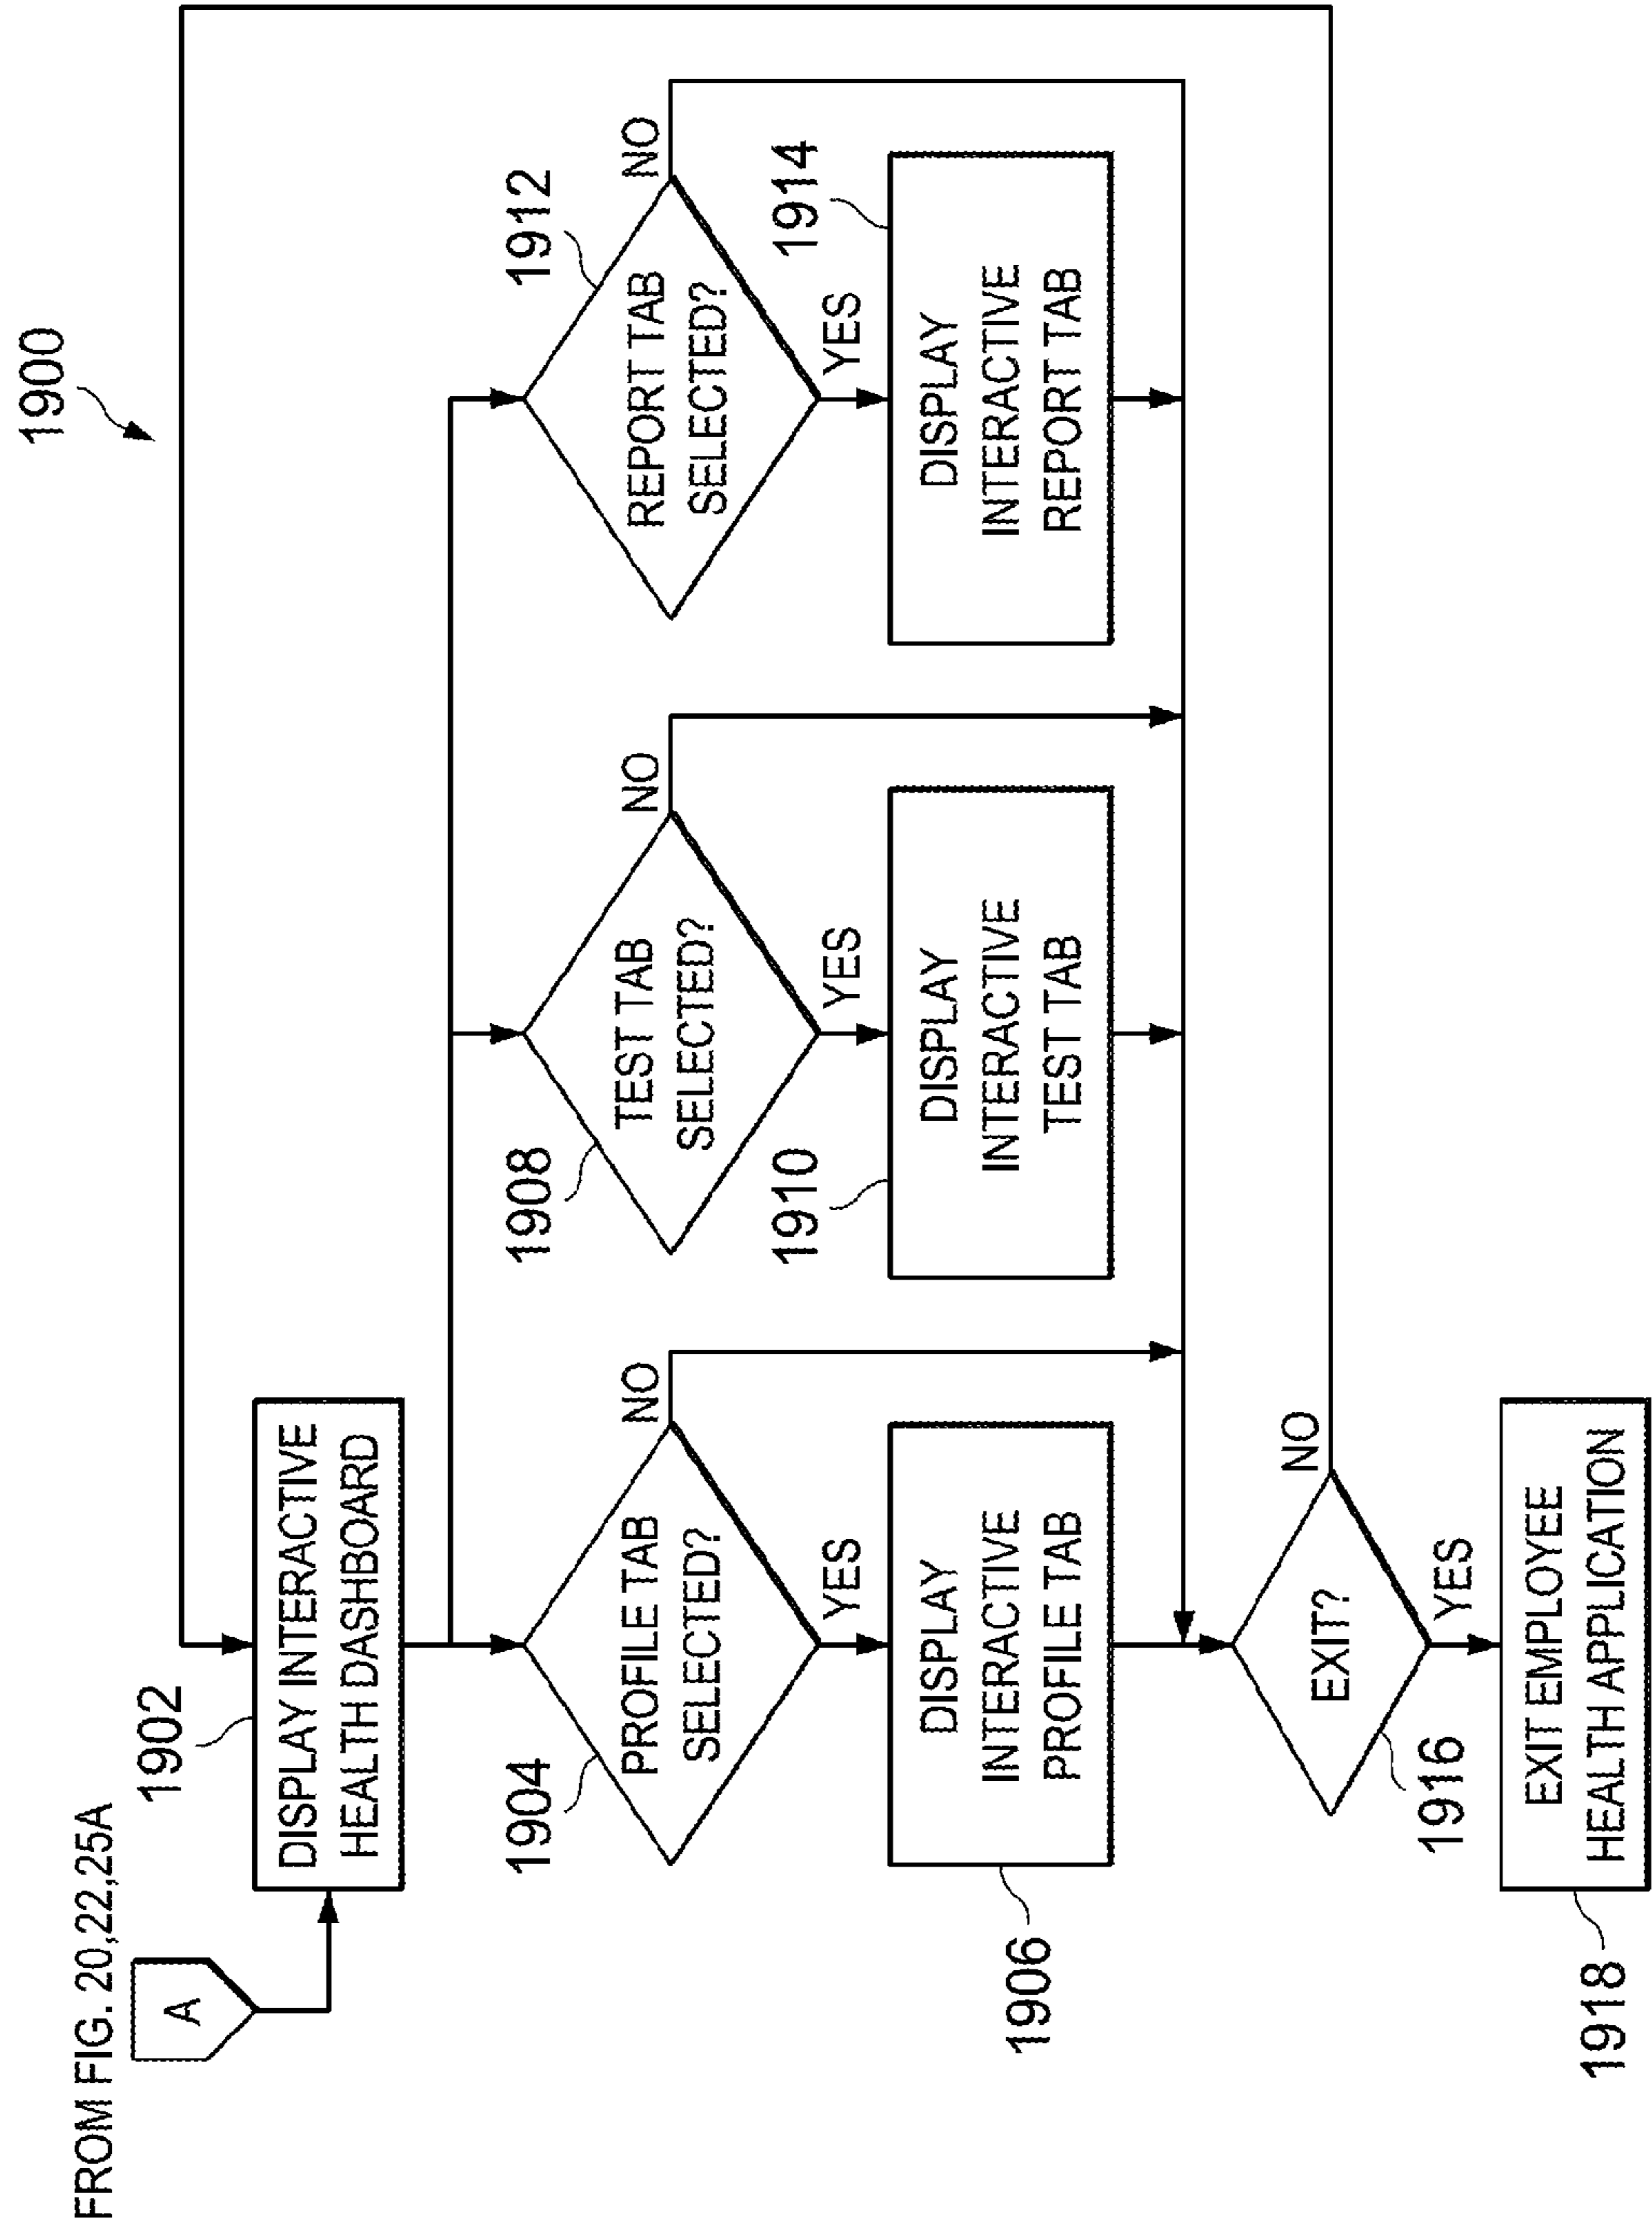 1900
FROM FIG. 20,22,25A
A
1902
DISPLAY INTERACTIVE
HEALTH DASHBOARD
1904
PROFILE TAB
SELECTED?
NO
YES
1908
TEST TAB
SELECTED?
NO
YES
1912
REPORT TAB
SELECTED?
NO
YES
1906
DISPLAY
INTERACTIVE
PROFILE TAB
1910
DISPLAY
INTERACTIVE
TEST TAB
1914
DISPLAY
INTERACTIVE
REPORT TAB
1916
EXIT?
NO
YES
1918
EXIT EMPLOYEE
HEALTH APPLICATION